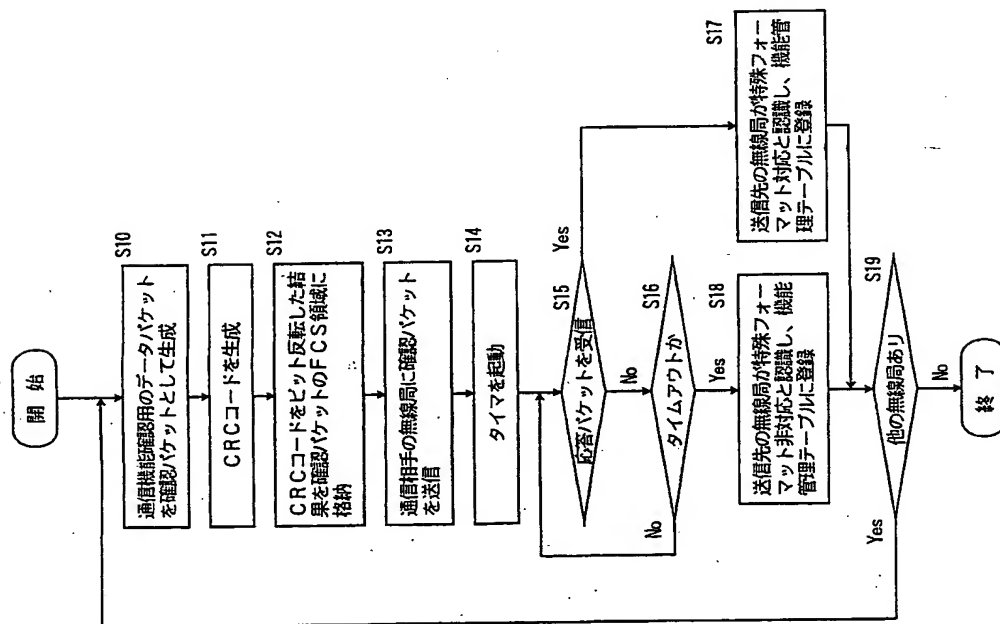 開 始
S10
通信機能確認用のデータパケット
を確認パケットとして生成
S11
CRCコードを生成
S12
CRCコードをビット反転した結
果を確認パケットのFCS領域に
格納
S13
通信相手の無線局に確認パケット
を送信
S14
タイマを起動
S15
応答パケットを受信
Yes
No
S16
タイムアウトか
No
Yes
S17
送信先の無線局が特殊フォー
マット対応と認識し、機能管
理テーブルに登録
S18
送信先の無線局が特殊フォー
マット非対応と認識し、機能
管理テーブルに登録
S19
他の無線局あり
Yes
No
終 了